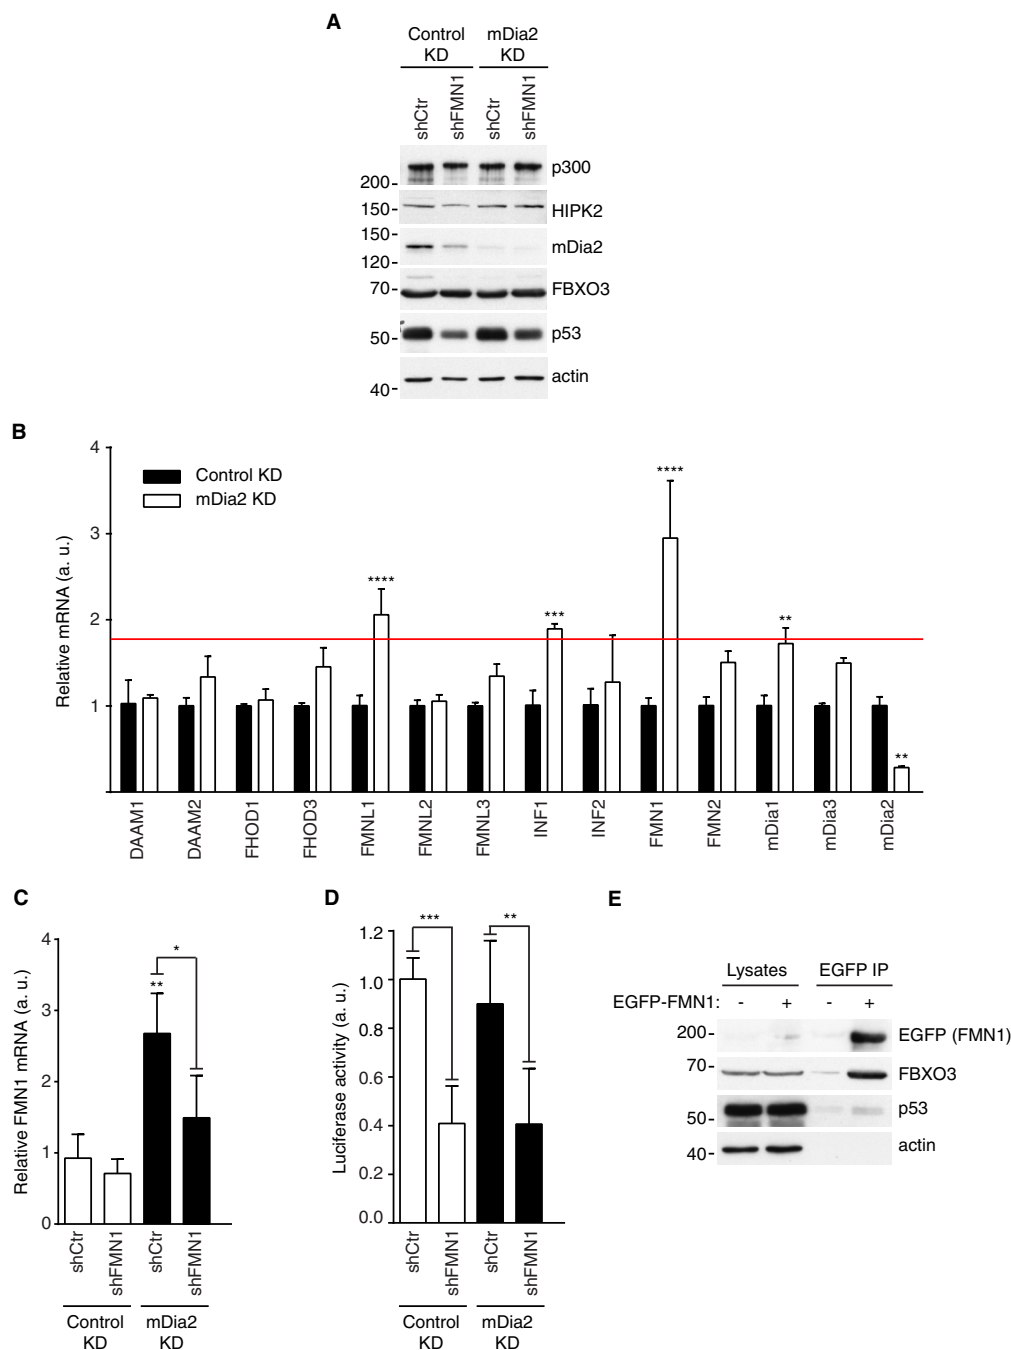 A
Control KD
mDia2 KD
shCtr
shFMN1
shCtr
shFMN1
200- p300
150- HIPK2
150-
mDia2
120-
70- FBXO3
50- p53
actin
40-
B
Relative mRNA (a. u.)
4
3
2
1
Control KD
mDia2 KD
****
***
****
**
**
DAAM1
DAAM2
FHOD1
FHOD3
FMNL1
FMNL2
FMNL3
INF1
INF2
FMN1
FMN2
mDia1
mDia3
mDia2
C
Relative FMN1 mRNA (a. u.)
4
3
2
1
0
*
**
shCtr
shFMN1
shCtr
shFMN1
Control KD
mDia2 KD
D
Luciferase activity (a. u.)
1.2
1.0
0.8
0.6
0.4
0.2
0.0
***
**
shCtr
shFMN1
shCtr
shFMN1
Control KD
mDia2 KD
E
Lysates EGFP IP
EGFP-FMN1: - + - +
200- EGFP (FMN1)
70- FBXO3
50- p53
40- actin